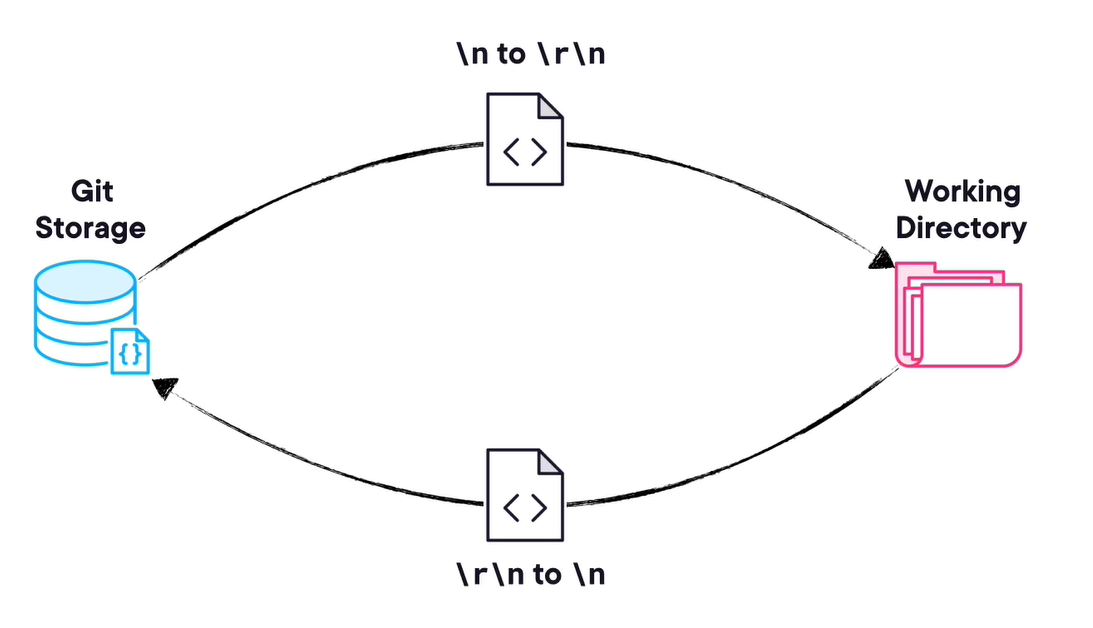 \n to \r\n
Git
Storage
Working
Directory
< >
{}
< >
\r\n to \n